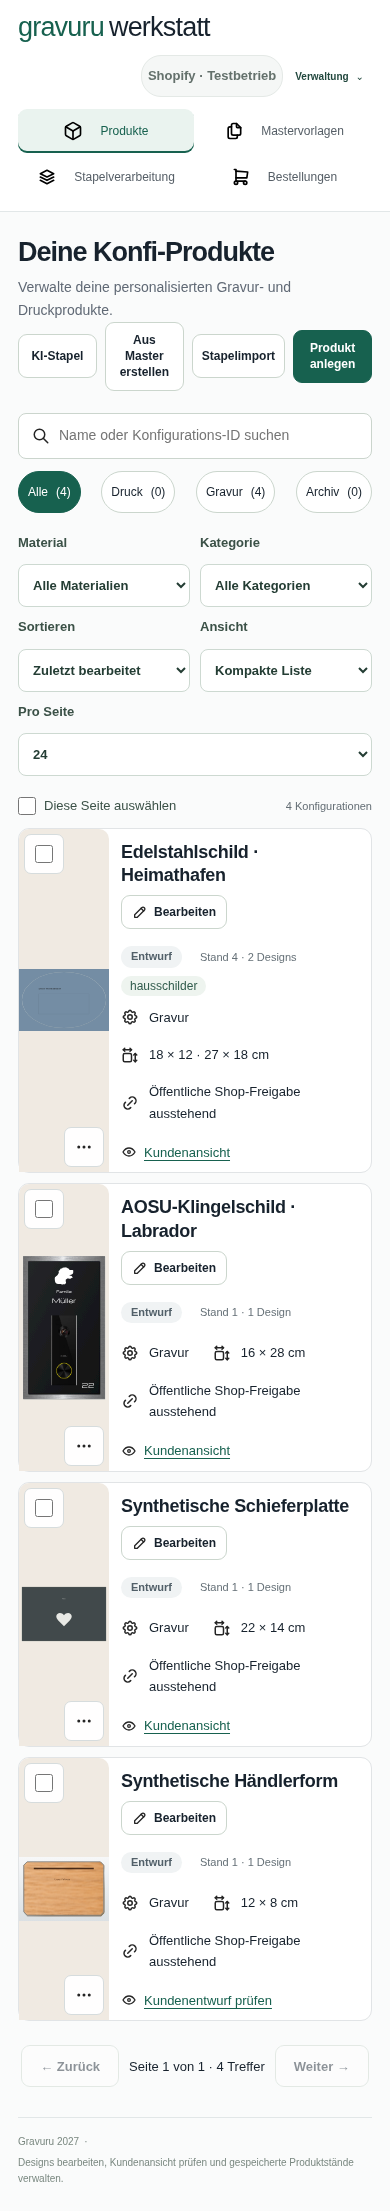 gravuru werkstatt
Shopify · Testbetrieb
Verwaltung
Produkte
Mastervorlagen
Stapelverarbeitung
Bestellungen
Deine Konfi-Produkte
Verwalte deine personalisierten Gravur- und
Druckprodukte.
KI-Stapel
Aus
Master
erstellen
Stapelimport
Produkt
anlegen
Name oder Konfigurations-ID suchen
Alle (4)
Druck (0)
Gravur (4)
Archiv (0)
Material
Kategorie
Alle Materialien
Alle Kategorien
Sortieren
Ansicht
Zuletzt bearbeitet
Kompakte Liste
Pro Seite
24
Diese Seite auswählen
4 Konfigurationen
Edelstahlschild ·
Heimathafen
Bearbeiten
Entwurf
Stand 4 · 2 Designs
hausschilder
Gravur
18 × 12 · 27 × 18 cm
Öffentliche Shop-Freigabe
ausstehend
Kundenansicht
AOSU-Klingelschild ·
Labrador
Bearbeiten
Entwurf
Stand 1 · 1 Design
Familie
Müller
22
Gravur
16 × 28 cm
Öffentliche Shop-Freigabe
ausstehend
Kundenansicht
Synthetische Schieferplatte
Bearbeiten
Entwurf
Stand 1 · 1 Design
Gravur
22 × 14 cm
Öffentliche Shop-Freigabe
ausstehend
Kundenansicht
Synthetische Händlerform
Bearbeiten
Entwurf
Stand 1 · 1 Design
Gravur
12 × 8 cm
Öffentliche Shop-Freigabe
ausstehend
Kundenentwurf prüfen
← Zurück
Seite 1 von 1 · 4 Treffer
Weiter →
Gravuru 2027 ·
Designs bearbeiten, Kundenansicht prüfen und gespeicherte Produktstände
verwalten.